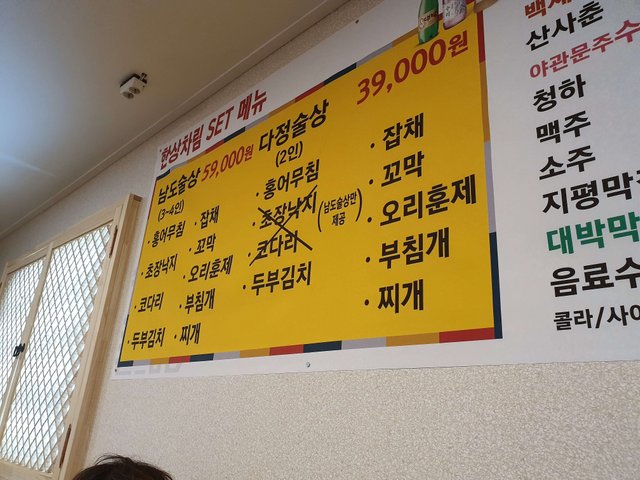 한상차림 SET 메뉴
남도술상 59,000원
(3~4인)
· 홍어무침
· 초장낙지
· 코다리
· 두부김치
· 잡채
· 꼬막
· 오리훈제
· 부침개
· 찌개
다정술상 39,000원
(2인)
· 홍어무침
· 초장낙지
· 코다리
(남도술상만
제공)
· 두부김치
· 잡채
· 꼬막
· 오리훈제
· 부침개
· 찌개
산사춘
야관문주수
청하
맥주
소주
지평막
대박막
음료수
콜라/사이